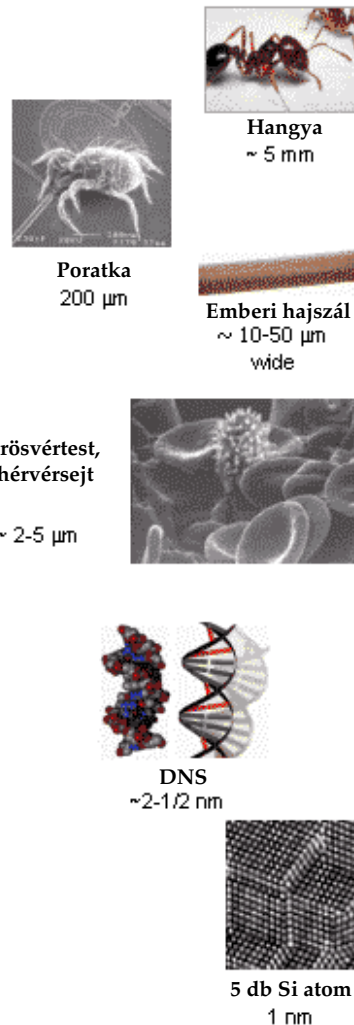 Hangya
~ 5 mm
Poratka
200 µm
Emberi hajszál
~ 10-50 µm
wide
rösvértest,
hérvérsejt
~ 2-5 µm
DNS
~2-1/2 nm
5 db Si atom
1 nm